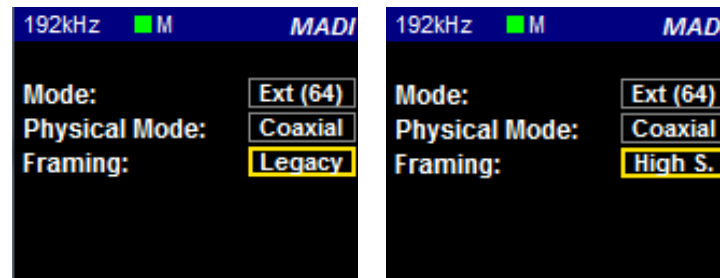 192kHz M MADI
Mode: Ext (64)
Physical Mode: Coaxial
Framing: Legacy
192kHz M MAD
Mode: Ext (64)
Physical Mode: Coaxial
Framing: High S.